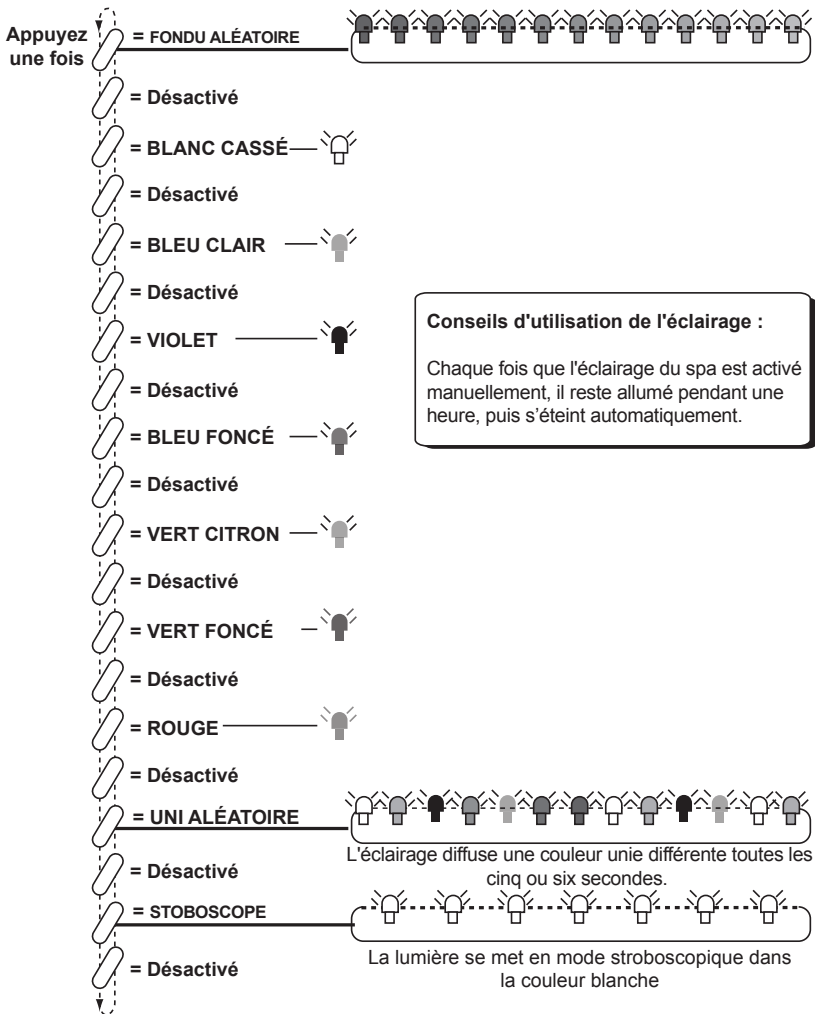 Appuyez
une fois
= FONDU ALÉATOIRE
= Désactivé
= BLANC CASSÉ
= Désactivé
= BLEU CLAIR
= Désactivé
= VIOLET
= Désactivé
= BLEU FONCÉ
= Désactivé
= VERT CITRON
= Désactivé
= VERT FONCÉ
= Désactivé
= ROUGE
= Désactivé
= UNI ALÉATOIRE
L'éclairage diffuse une couleur unie différente toutes les
cinq ou six secondes.
= Désactivé
= STOBOSCOPE
La lumière se met en mode stroboscopique dans
la couleur blanche
= Désactivé
Conseils d'utilisation de l'éclairage :
Chaque fois que l'éclairage du spa est activé
manuellement, il reste allumé pendant une
heure, puis s’éteint automatiquement.